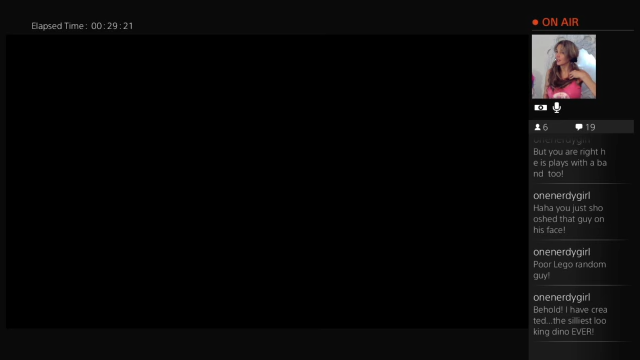 Elapsed Time: 00:29:21
ON AIR
6 19
onenerdygirl
But you are right h
e is plays with a ba
nd too!
onenerdygirl
Haha you just sho
oshed that guy on
his face!
onenerdygirl
Poor Lego random
guy!
onenerdygirl
Behold! I have crea
ted...the silliest loo
king dino EVER!